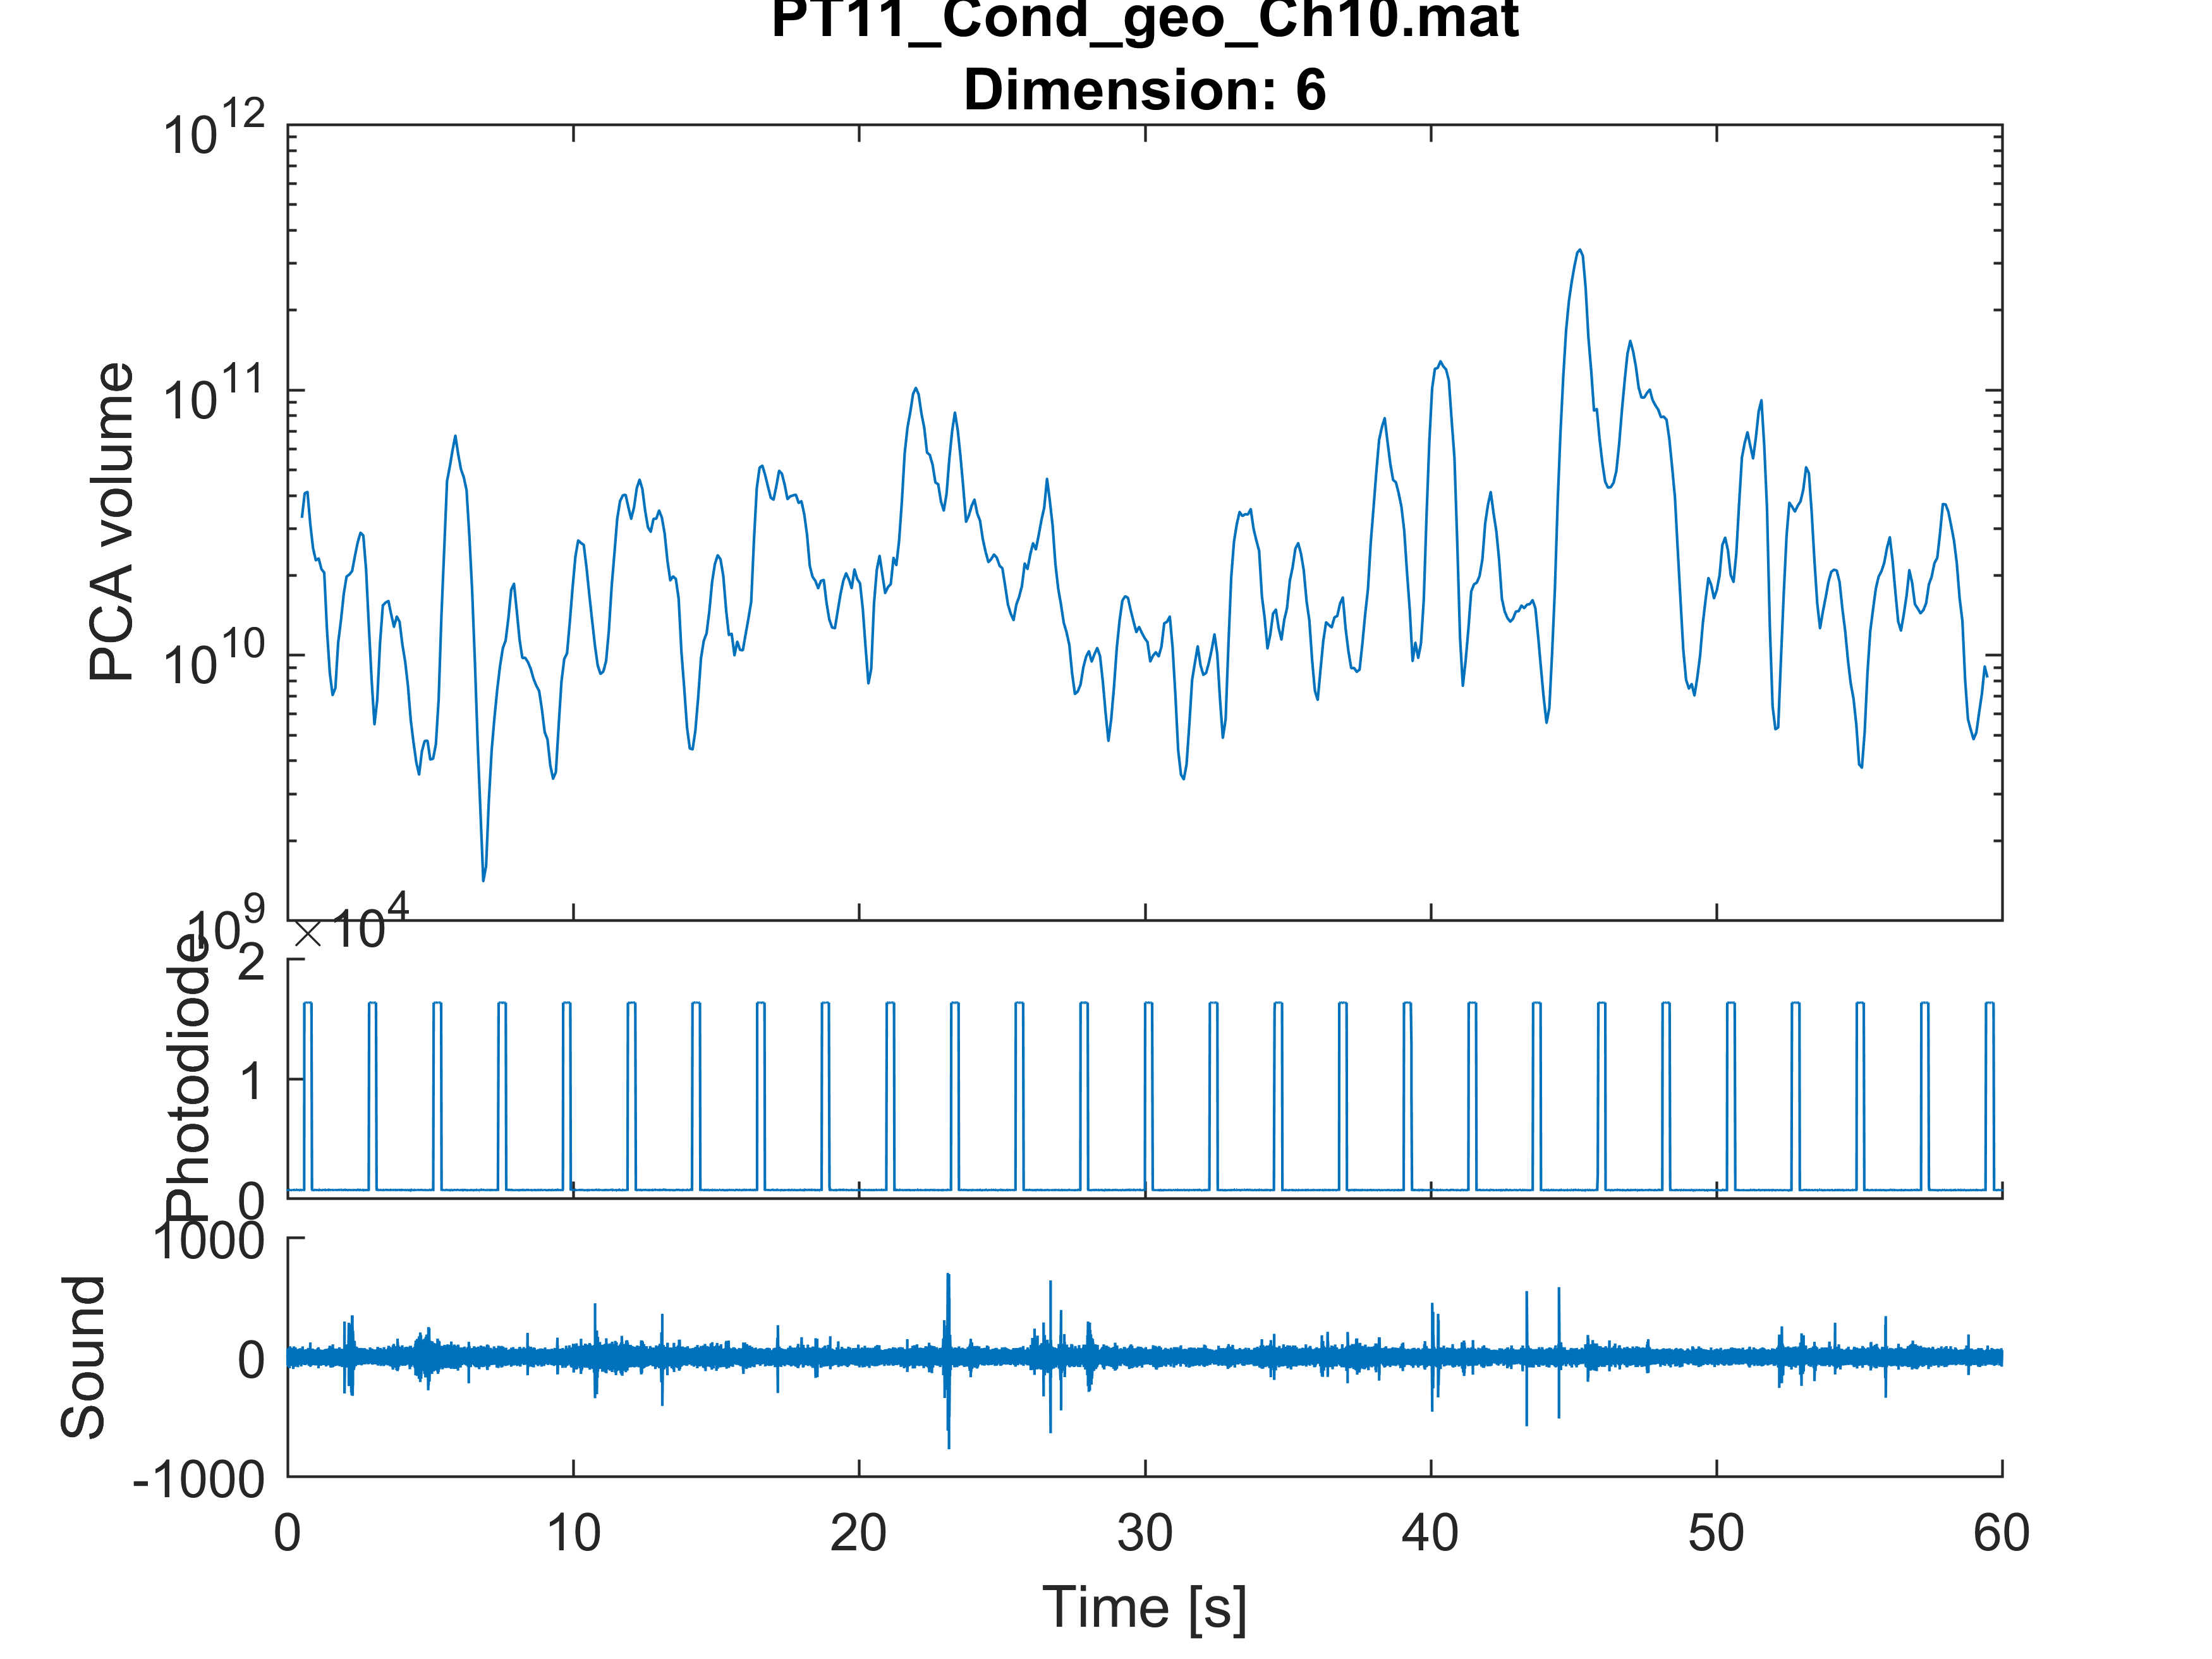 PT11_Cond_geo_Ch10.mat
Dimension: 6
10^12
10^11
10^10
10^9
PCA volume
× 10^4
2
1
0
Photodiode
1000
0
-1000
Sound
0 10 20 30 40 50 60
Time [s]